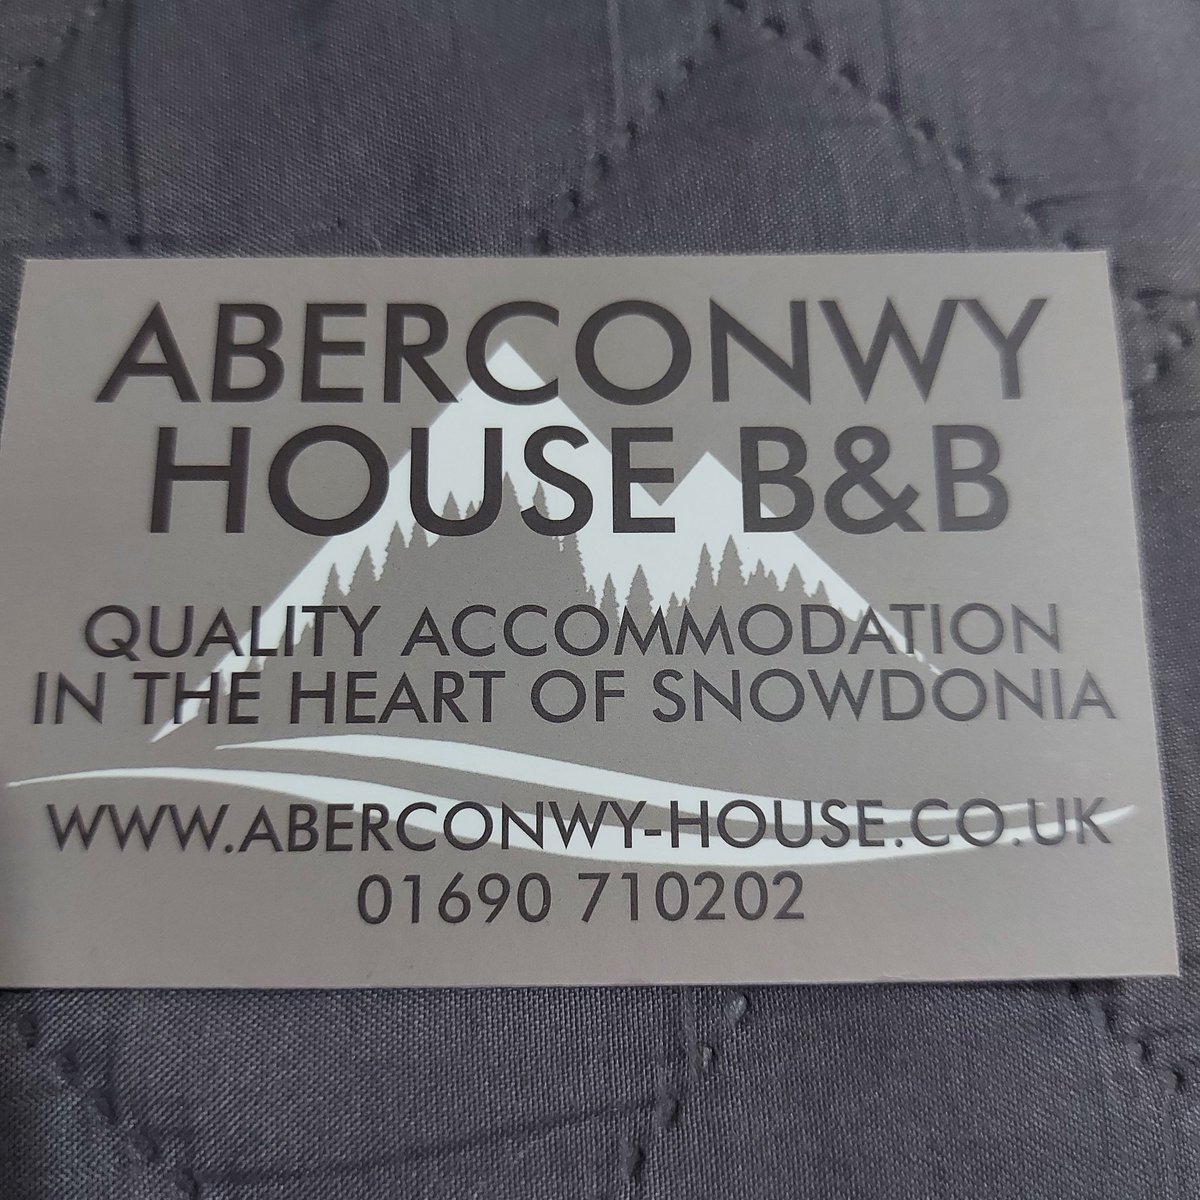 ABERCONWY
HOUSE B&B
QUALITY ACCOMMODATION
IN THE HEART OF SNOWDONIA
WWW.ABERCONWY-HOUSE.CO.UK
01690 710202